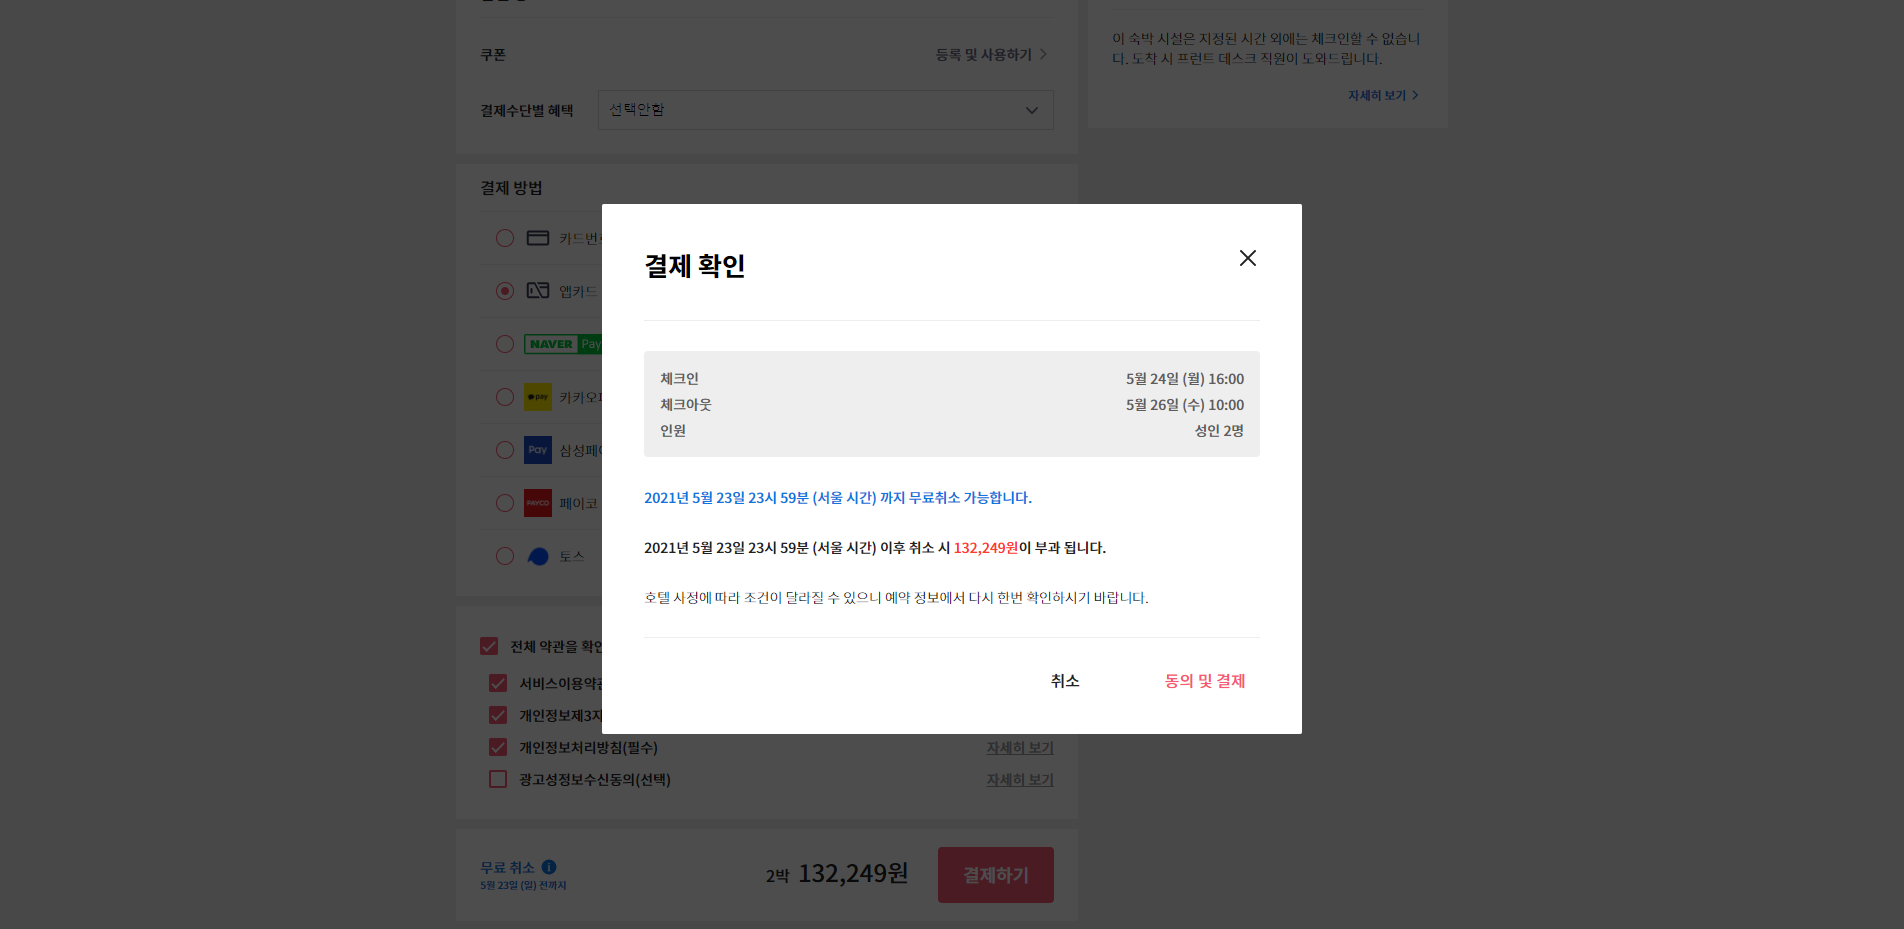 쿠폰
등록 및 사용하기
결제수단별 혜택
선택안함
이 숙박 시설은 지정된 시간 외에는 체크인할 수 없습니
다. 도착 시 프런트 데스크 직원이 도와드립니다.
자세히 보기
결제 방법
카드번
앱카드
NAVER Pay
pay 카카오
Pay 삼성페이
PAYCO 페이코
토스
결제 확인
체크인
5월 24일 (월) 16:00
체크아웃
5월 26일 (수) 10:00
인원
성인 2명
2021년 5월 23일 23시 59분 (서울 시간) 까지 무료취소 가능합니다.
2021년 5월 23일 23시 59분 (서울 시간) 이후 취소 시 132,249원이 부과 됩니다.
호텔 사정에 따라 조건이 달라질 수 있으니 예약 정보에서 다시 한번 확인하시기 바랍니다.
취소
동의 및 결제
전체 약관을 확인
서비스이용약관
개인정보제3자
개인정보처리방침(필수)
자세히 보기
광고성정보수신동의(선택)
자세히 보기
무료 취소
5월 23일 (일) 전까지
2박 132,249원
결제하기